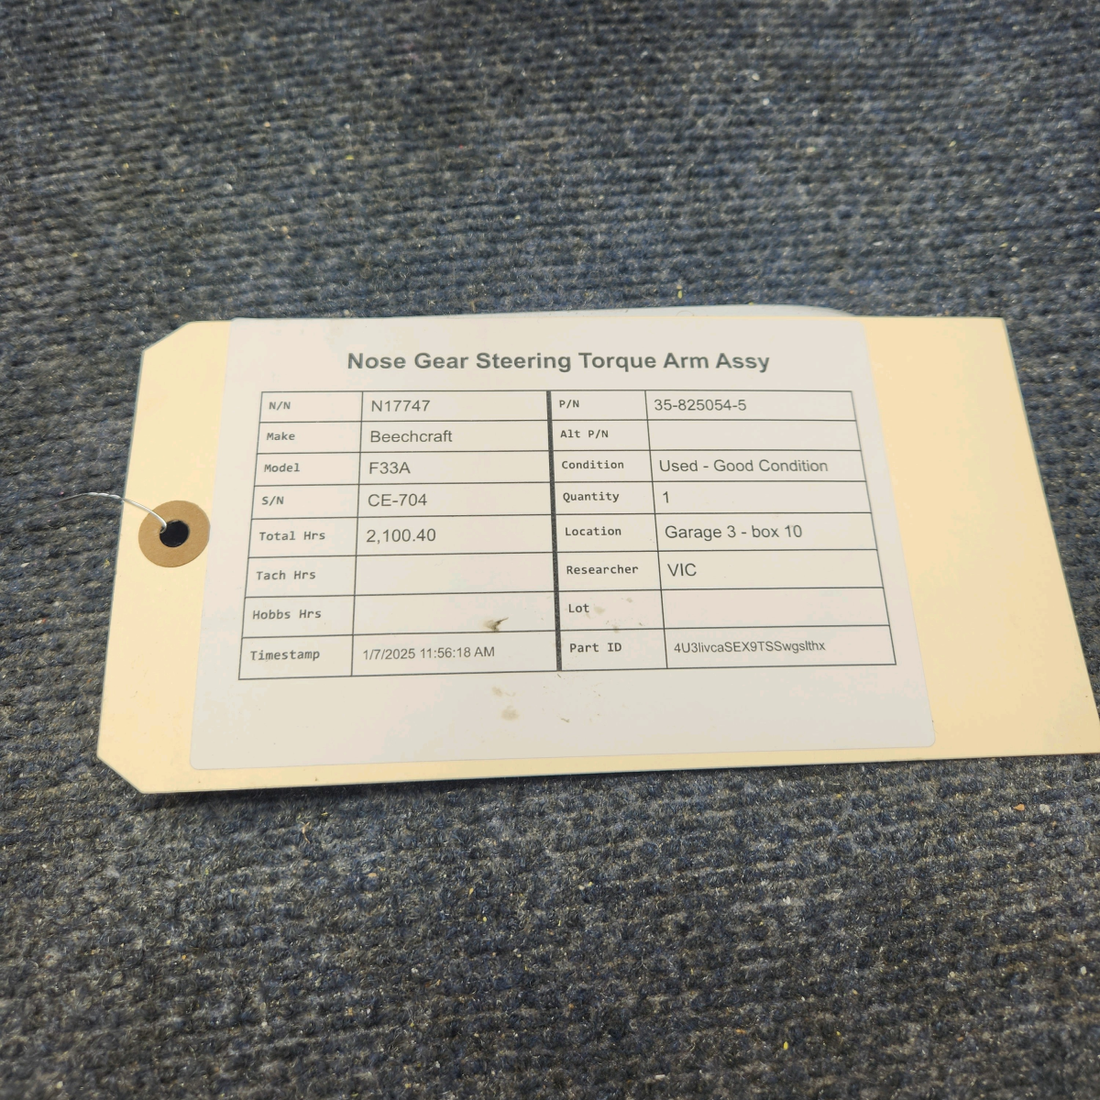 Nose Gear Steering Torque Arm Assy
N/N N17747 P/N 35-825054-5
Make Beechcraft Alt P/N
Model F33A Condition Used - Good Condition
S/N CE-704 Quantity 1
Total Hrs 2,100.40 Location Garage 3 - box 10
Tach Hrs Researcher VIC
Hobbs Hrs Lot
Timestamp 1/7/2025 11:56:18 AM Part ID 4U3livcaSEX9TSSwgslthx